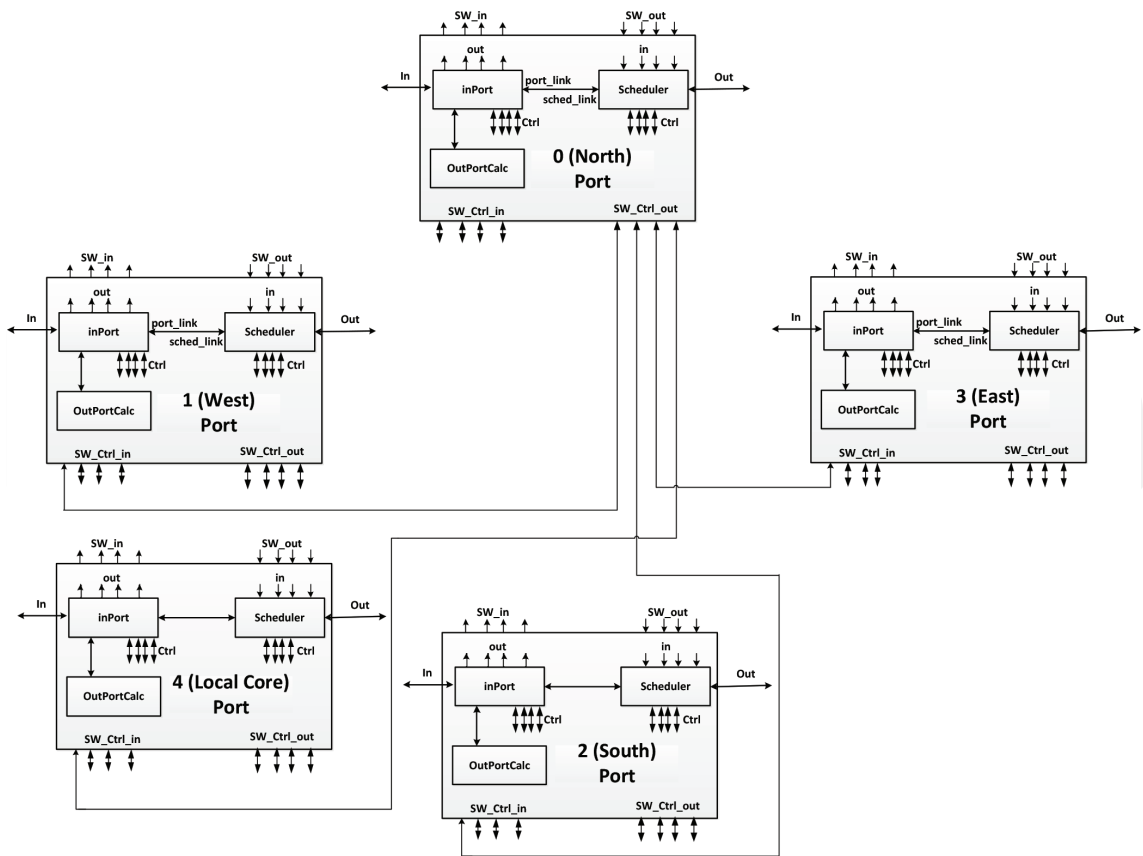 SW_in
SW_out
out
in
In
port_link
Out
inPort
Scheduler
sched_link
Ctrl
Ctrl
0 (North)
Port
OutPortCalc
SW_Ctrl_in
SW_Ctrl_out
SW_in
SW_out
out
in
In
port_link
Out
inPort
Scheduler
sched_link
Ctrl
Ctrl
1 (West)
Port
OutPortCalc
SW_Ctrl_in
SW_Ctrl_out
SW_in
SW_out
out
in
In
port_link
Out
inPort
Scheduler
sched_link
Ctrl
Ctrl
3 (East)
Port
OutPortCalc
SW_Ctrl_in
SW_Ctrl_out
SW_in
SW_out
out
in
In
Out
inPort
Scheduler
Ctrl
Ctrl
4 (Local Core)
Port
OutPortCalc
SW_Ctrl_in
SW_Ctrl_out
SW_in
SW_out
out
in
In
Out
inPort
Scheduler
Ctrl
Ctrl
2 (South)
Port
OutPortCalc
SW_Ctrl_in
SW_Ctrl_out